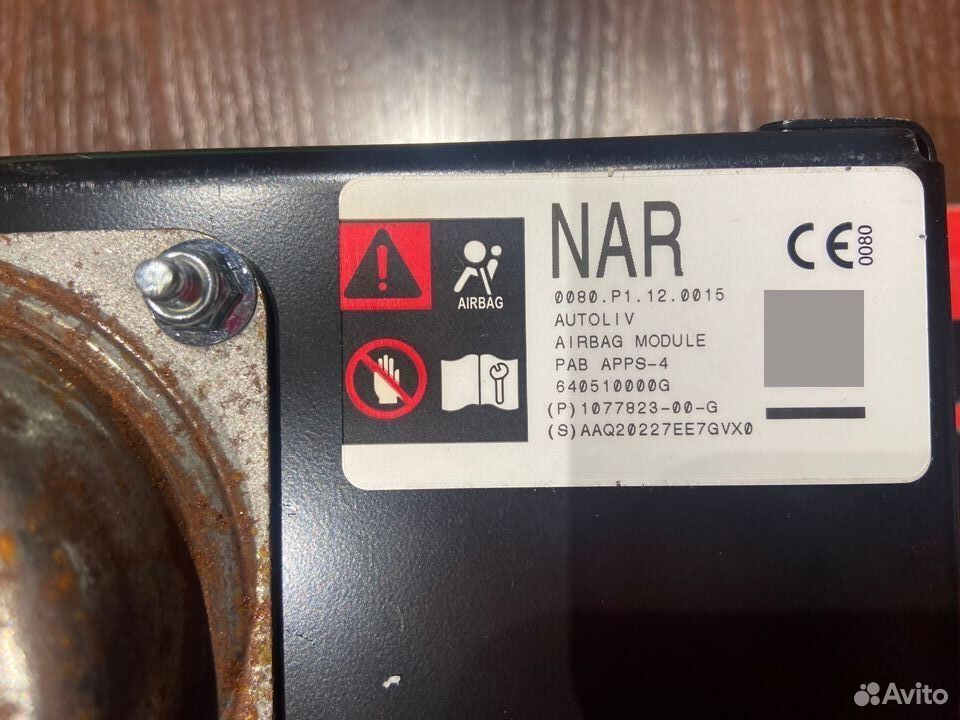 NAR
CE 0080
AIRBAG
0080.P1.12.0015
AUTOLIV
AIRBAG MODULE
PAB APPS-4
640510000G
(P)1077823-00-G
(S)AAQ20227EE7GVX0
Avito